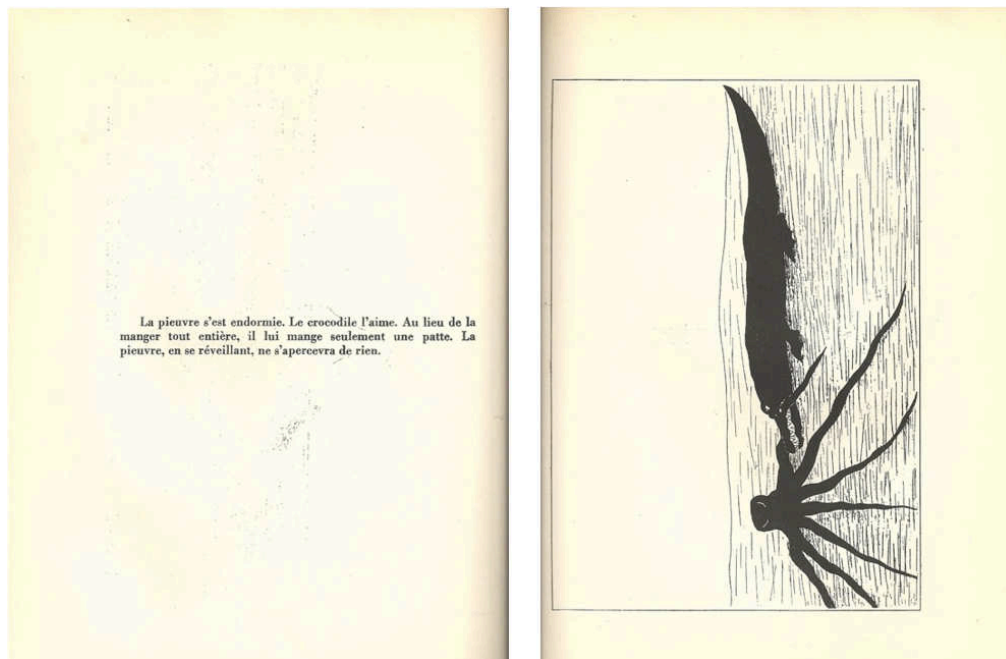 La pieuvre s'est endormie. Le crocodile l'aime. Au lieu de la
manger tout entière, il lui mange seulement une patte. La
pieuvre, en se réveillant, ne s'apercevra de rien.